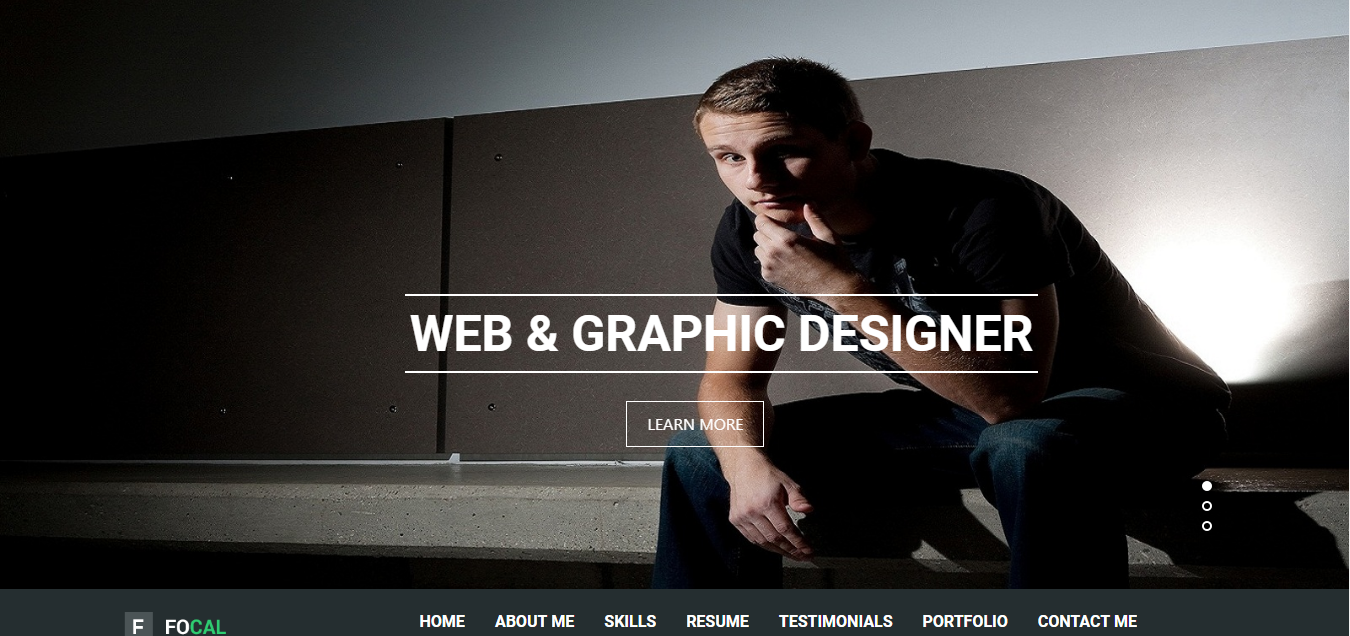 WEB & GRAPHIC DESIGNER
LEARN MORE
F FOCAL HOME ABOUT ME SKILLS RESUME TESTIMONIALS PORTFOLIO CONTACT ME